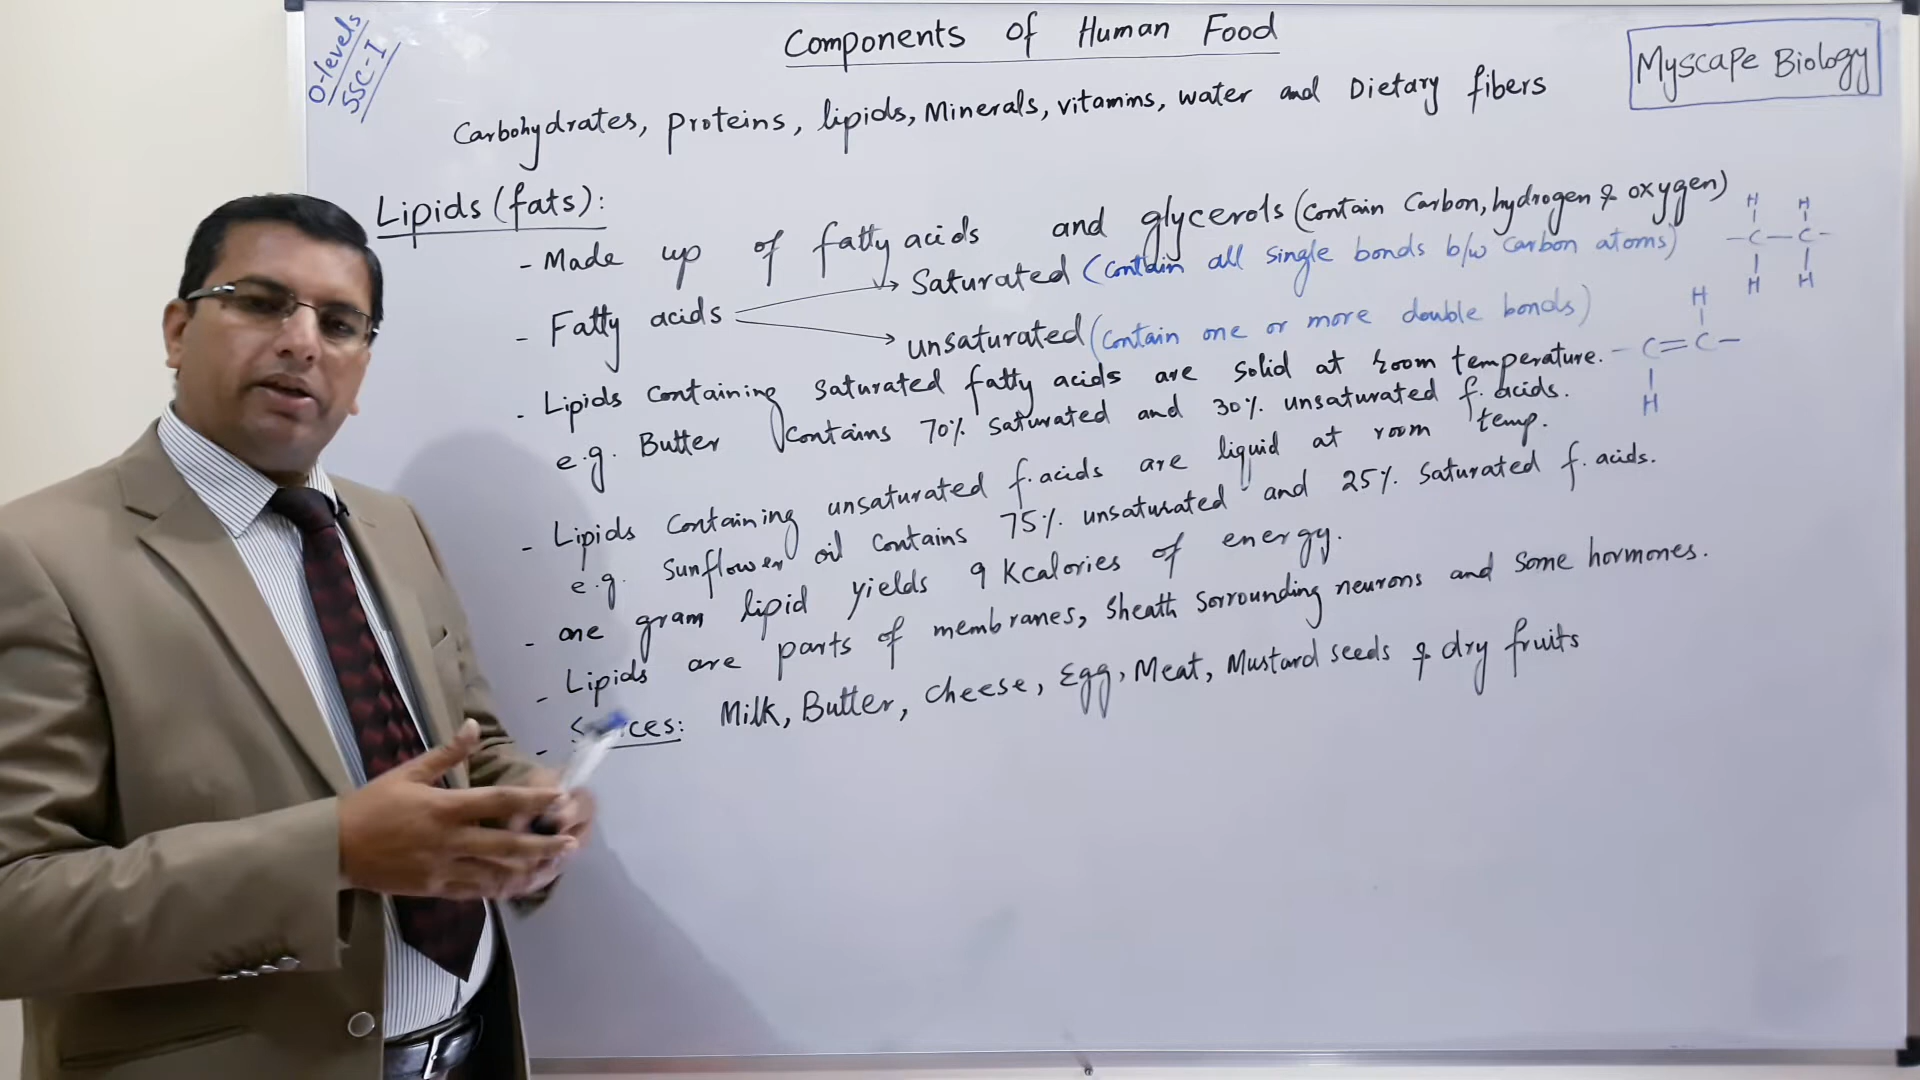 O-levels
SSC-I
Components of Human Food
Myscape Biology
Carbohydrates, proteins, lipids, Minerals, vitamins, water and Dietary fibers
Lipids (fats):
- Made up of fatty acids and glycerols (contain Carbon, hydrogen & oxygen)
- Fatty acids → Saturated (contain all single bonds b/w carbon atoms)
→ unsaturated (contain one or more double bonds)
H H
- C - C -
H H
H
- C = C -
H
- Lipids containing saturated fatty acids are solid at room temperature.
e.g. Butter contains 70% saturated and 30% unsaturated f. acids.
- Lipids containing unsaturated f. acids are liquid at room temp.
e.g. sunflower oil contains 75% unsaturated and 25% saturated f. acids.
- one gram lipid yields 9 Kcalories of energy.
- Lipids are parts of membranes, sheath sorrounding neurons and some hormones.
- Milk, Butter, cheese, Egg, Meat, Mustard seeds & dry fruits